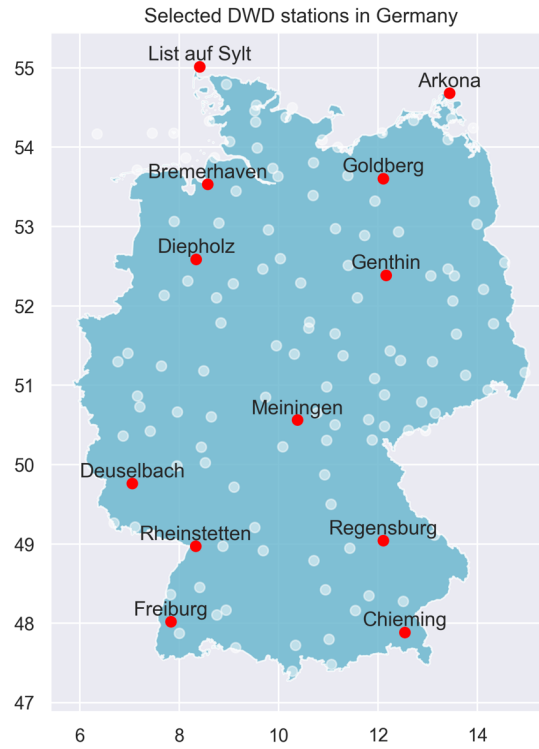 Selected DWD stations in Germany
List auf Sylt
55
Arkona
54
Bremerhaven
Goldberg
53
Diepholz
Genthin
52
51
Meiningen
50
Deuselbach
Rheinstetten
Regensburg
49
Freiburg
Chieming
48
47
6 8 10 12 14